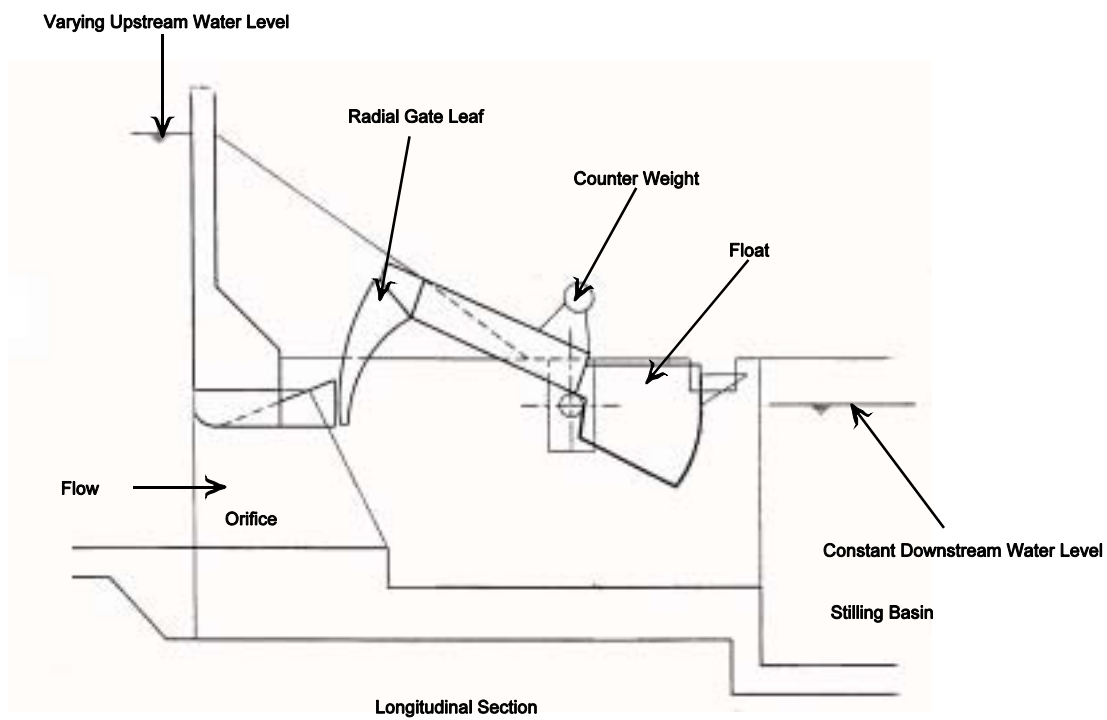 Varying Upstream Water Level
Radial Gate Leaf
Counter Weight
Float
Flow
Orifice
Constant Downstream Water Level
Stilling Basin
Longitudinal Section